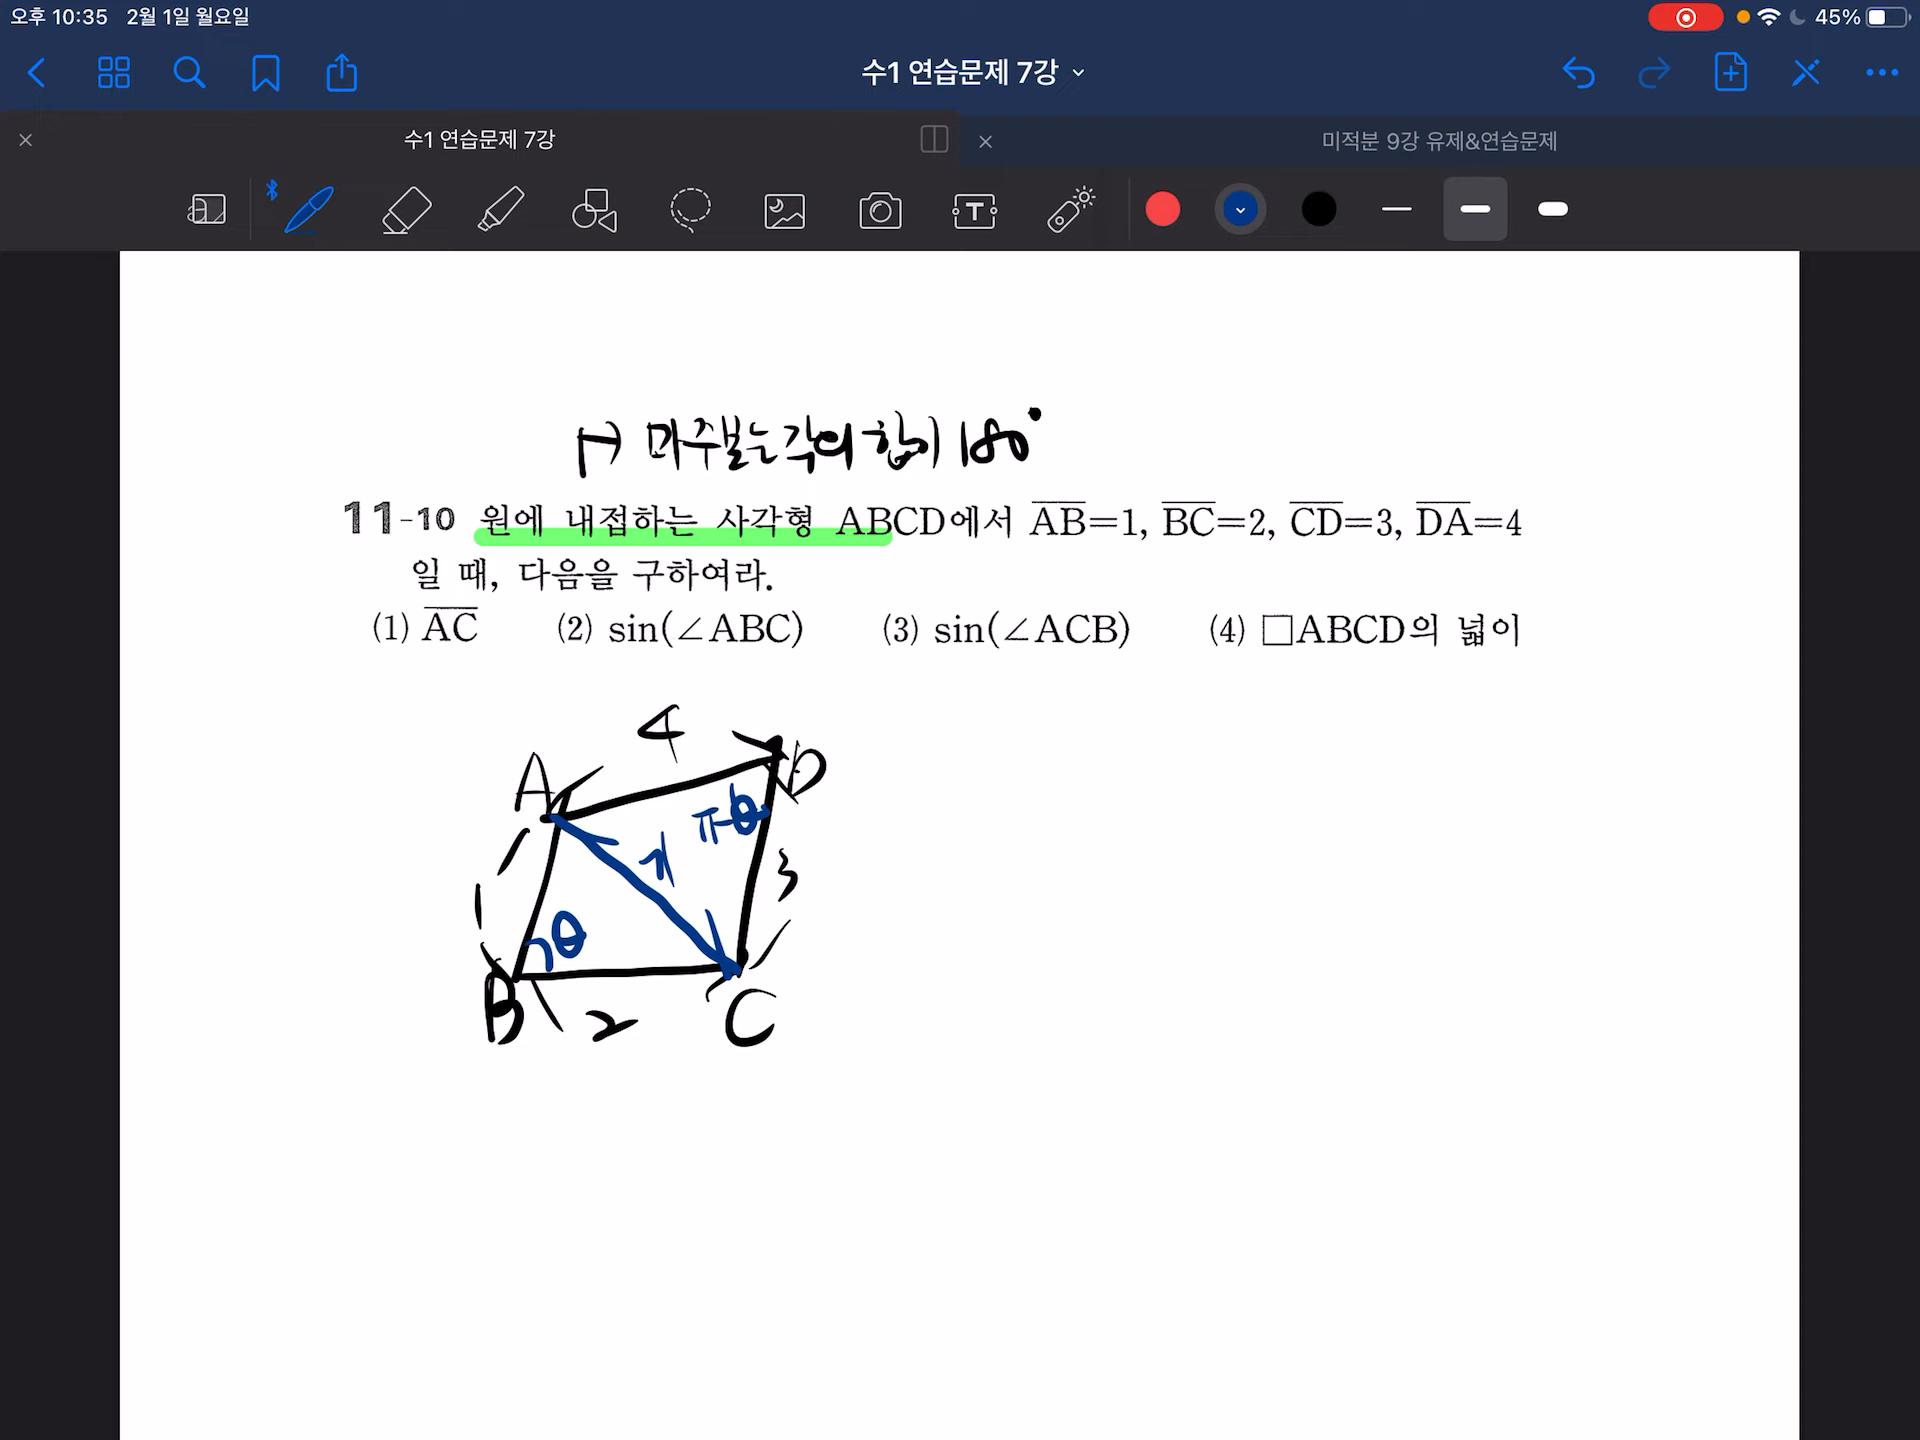 오후 10:35 2월 1일 월요일
45%
수1 연습문제 7강
수1 연습문제 7강
미적분 9강 유제&연습문제
마주보는 각의 합이 180°
11-10 원에 내접하는 사각형 ABCD에서 AB=1, BC=2, CD=3, DA=4
일 때, 다음을 구하여라.
(1) AC (2) sin(∠ABC) (3) sin(∠ACB) (4) □ABCD의 넓이
4
A
D
π-θ
x
3
1
θ
B
2
C